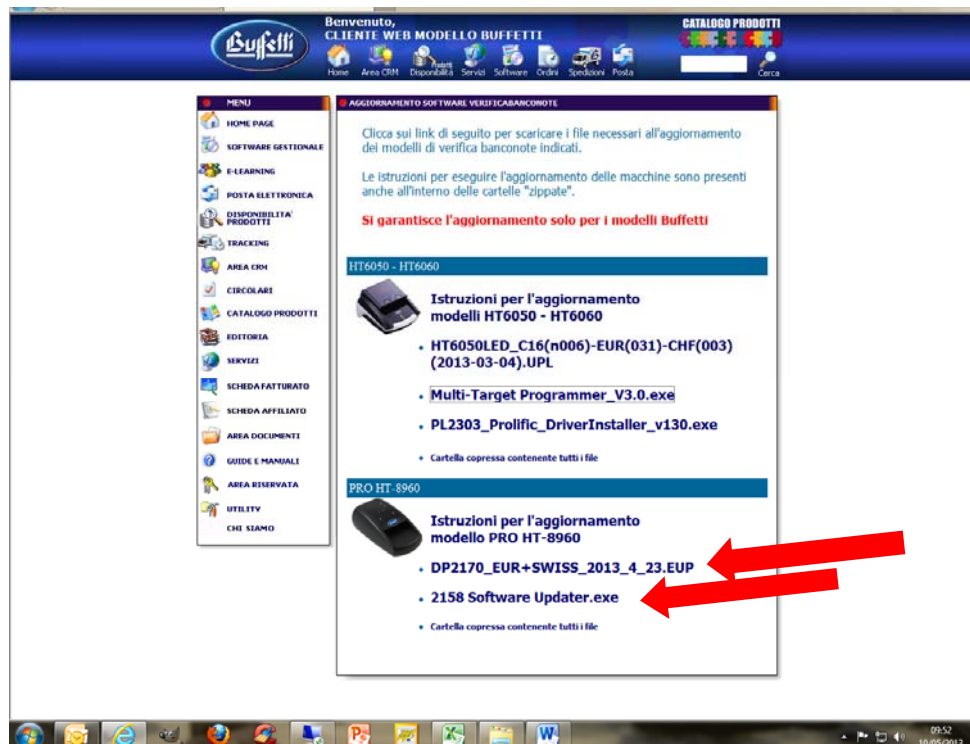 Buffetti
Benvenuto,
CLIENTE WEB MODELLO BUFFETTI
Home Area CRM Disponibilità Prodotti Servizi Software Ordini Spedizioni Posta
CATALOGO PRODOTTI
Cerca
MENU
HOME PAGE
SOFTWARE GESTIONALE
E-LEARNING
POSTA ELETTRONICA
DISPONIBILITA'
PRODOTTI
TRACKING
AREA CRM
CIRCOLARI
CATALOGO PRODOTTI
EDITORIA
SERVIZI
SCHEDA FATTURATO
SCHEDA AFFILIATO
AREA DOCUMENTI
GUIDE E MANUALI
AREA RISERVATA
UTILITY
CHI SIAMO
AGGIORNAMENTO SOFTWARE VERIFICABANCONOTE
Clicca sui link di seguito per scaricare i file necessari all'aggiornamento
dei modelli di verifica banconote indicati.
Le istruzioni per eseguire l'aggiornamento delle macchine sono presenti
anche all'interno delle cartelle "zippate".
Si garantisce l'aggiornamento solo per i modelli Buffetti
HT6050 - HT6060
Istruzioni per l'aggiornamento
modelli HT6050 - HT6060
HT6050LED_C16(n006)-EUR(031)-CHF(003)
(2013-03-04).UPL
Multi-Target Programmer_V3.0.exe
PL2303_Prolific_DriverInstaller_v130.exe
Cartella copressa contenente tutti i file
PRO HT-8960
Istruzioni per l'aggiornamento
modello PRO HT-8960
DP2170_EUR+SWISS_2013_4_23.EUP
2158 Software Updater.exe
Cartella copressa contenente tutti i file
09:52
10/05/2013